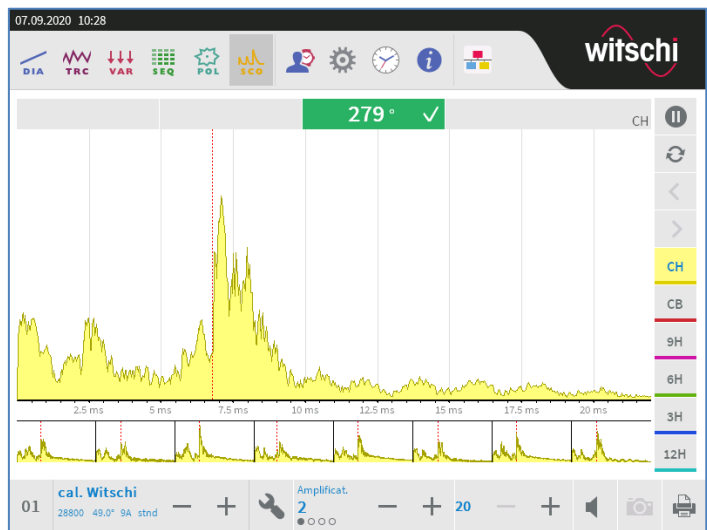 07.09.2020 10:28
witschi
DIA TRC VAR SEQ POL SCO
279 °
CH
CH
CB
9H
6H
3H
12H
2.5 ms 5 ms 7.5 ms 10 ms 12.5 ms 15 ms 17.5 ms 20 ms
01
cal. Witschi
28800 49.0° 9A stnd
Amplificat.
2
20